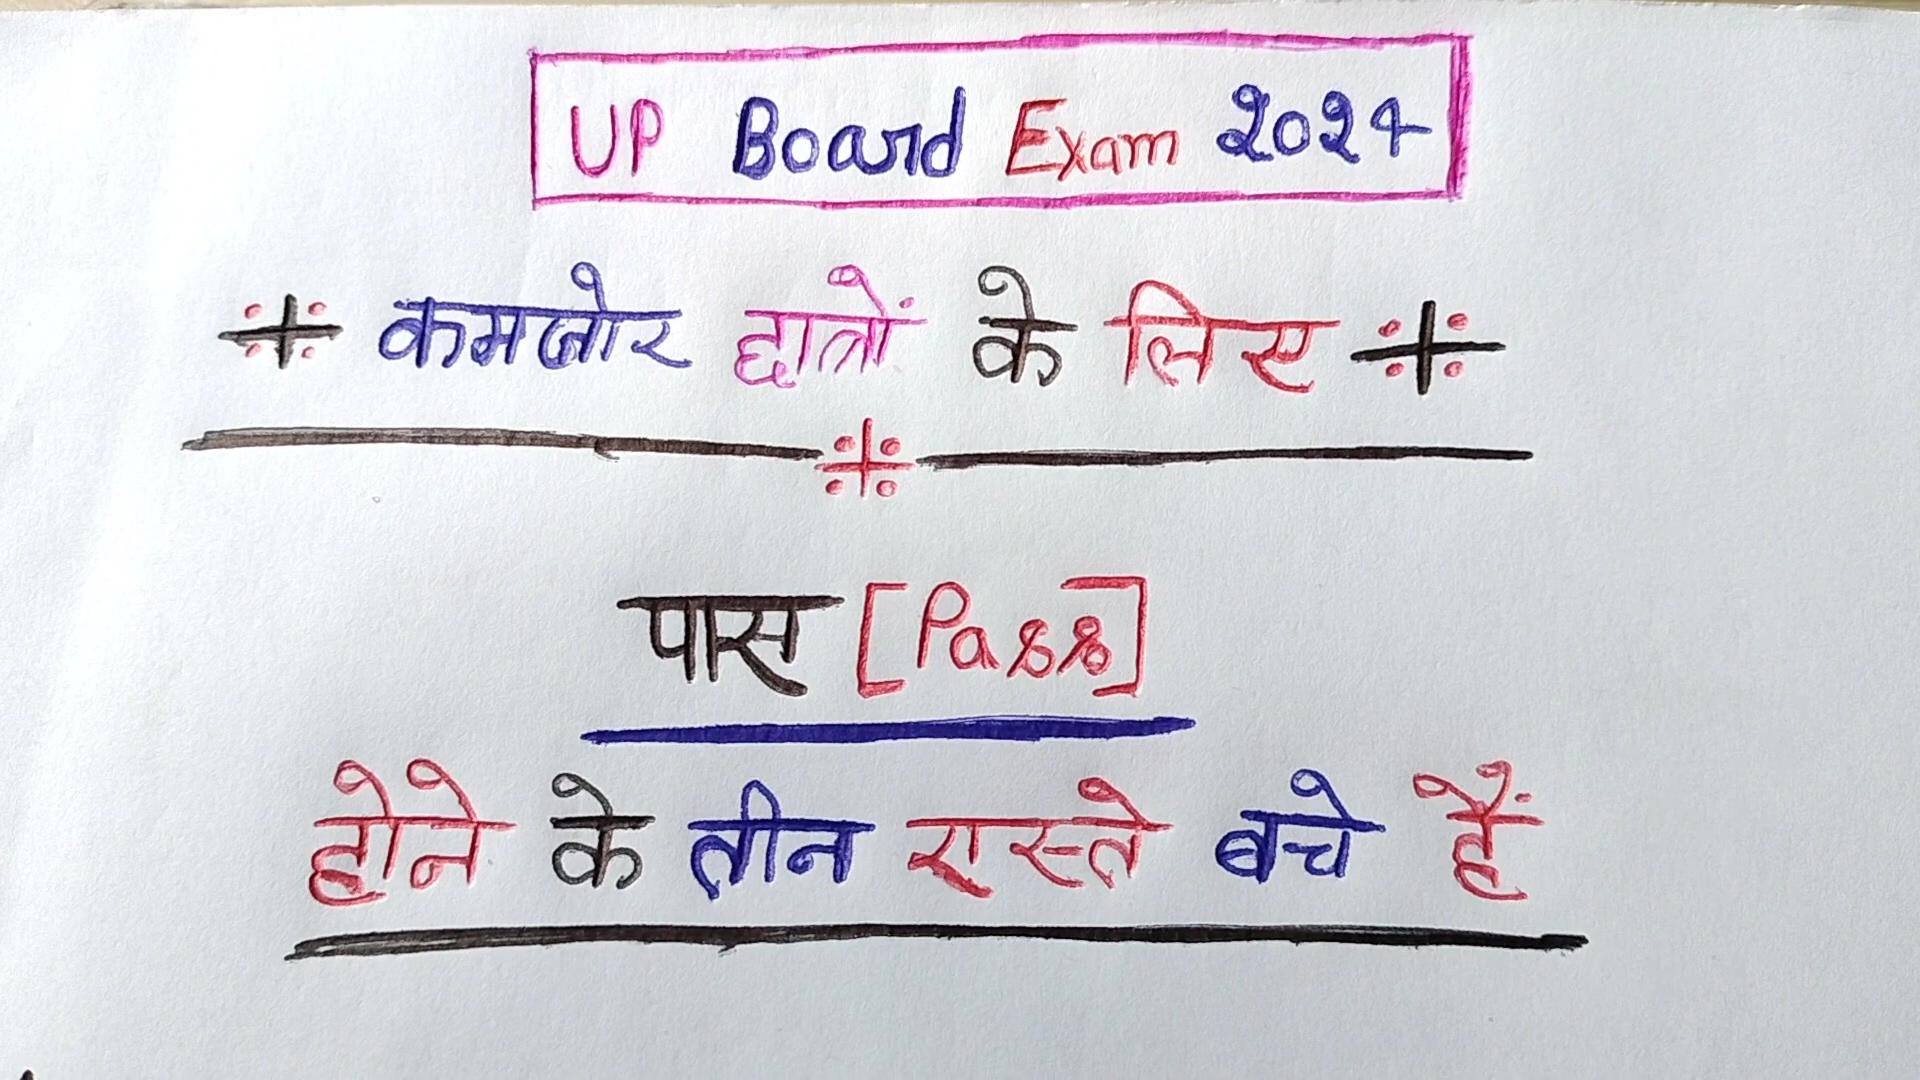 UP Board Exam 2024
कमजोर छात्रों के लिए
पास [Pass]
होने के तीन रास्ते बचे हैं